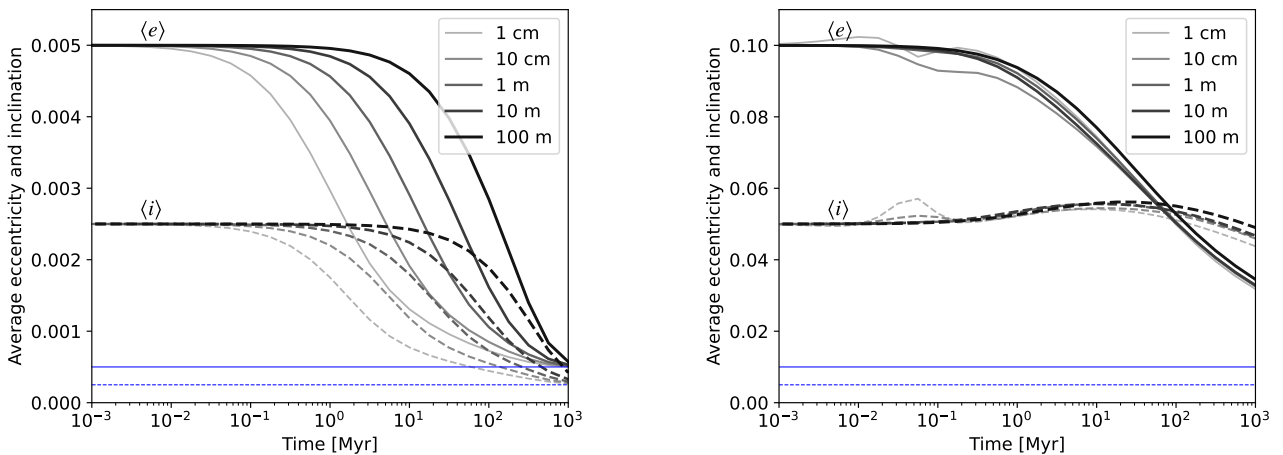 ⟨e⟩
⟨i⟩
1 cm
10 cm
1 m
10 m
100 m
0.005
0.004
0.003
0.002
0.001
0.000
Average eccentricity and inclination
10⁻³ 10⁻² 10⁻¹ 10⁰ 10¹ 10² 10³
Time [Myr]
⟨e⟩
⟨i⟩
1 cm
10 cm
1 m
10 m
100 m
0.10
0.08
0.06
0.04
0.02
0.00
Average eccentricity and inclination
10⁻³ 10⁻² 10⁻¹ 10⁰ 10¹ 10² 10³
Time [Myr]